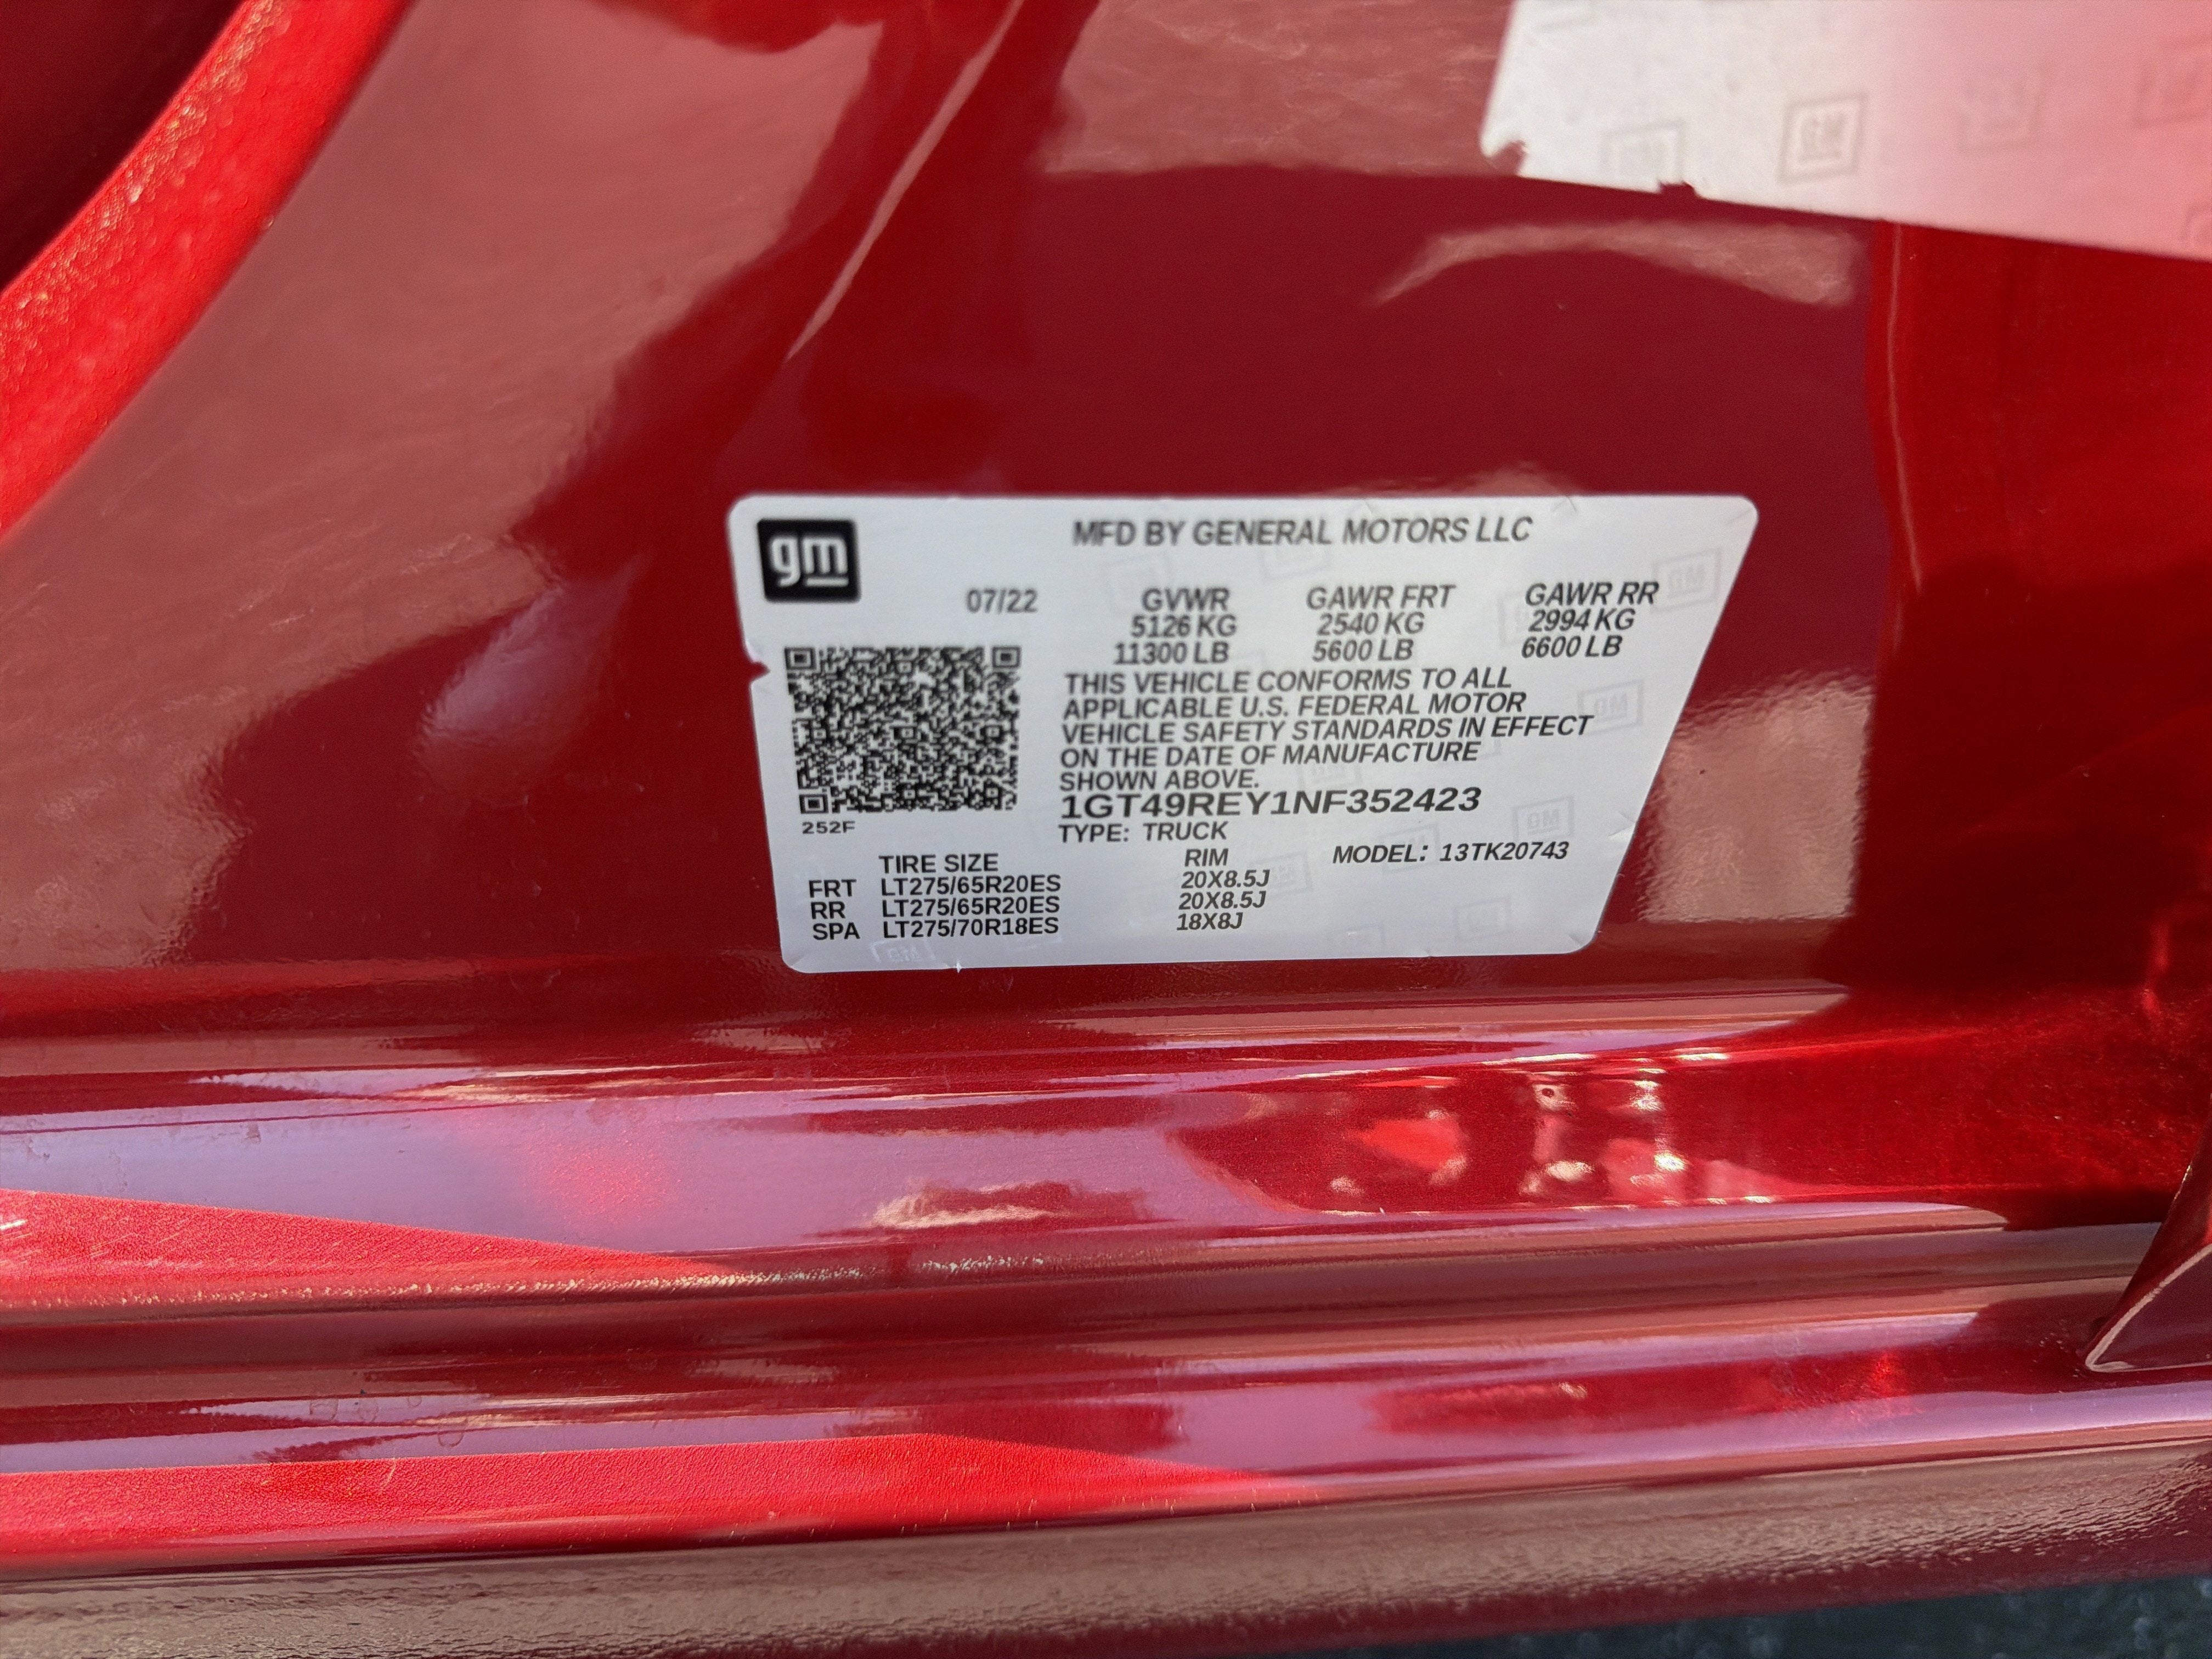 gm
MFD BY GENERAL MOTORS LLC
07/22 GVWR GAWR FRT GAWR RR
5126 KG 2540 KG 2994 KG
11300 LB 5600 LB 6600 LB
THIS VEHICLE CONFORMS TO ALL
APPLICABLE U.S. FEDERAL MOTOR
VEHICLE SAFETY STANDARDS IN EFFECT
ON THE DATE OF MANUFACTURE
SHOWN ABOVE.
1GT49REY1NF352423
252F
TYPE: TRUCK
TIRE SIZE RIM MODEL: 13TK20743
FRT LT275/65R20ES 20X8.5J
RR LT275/65R20ES 20X8.5J
SPA LT275/70R18ES 18X8J